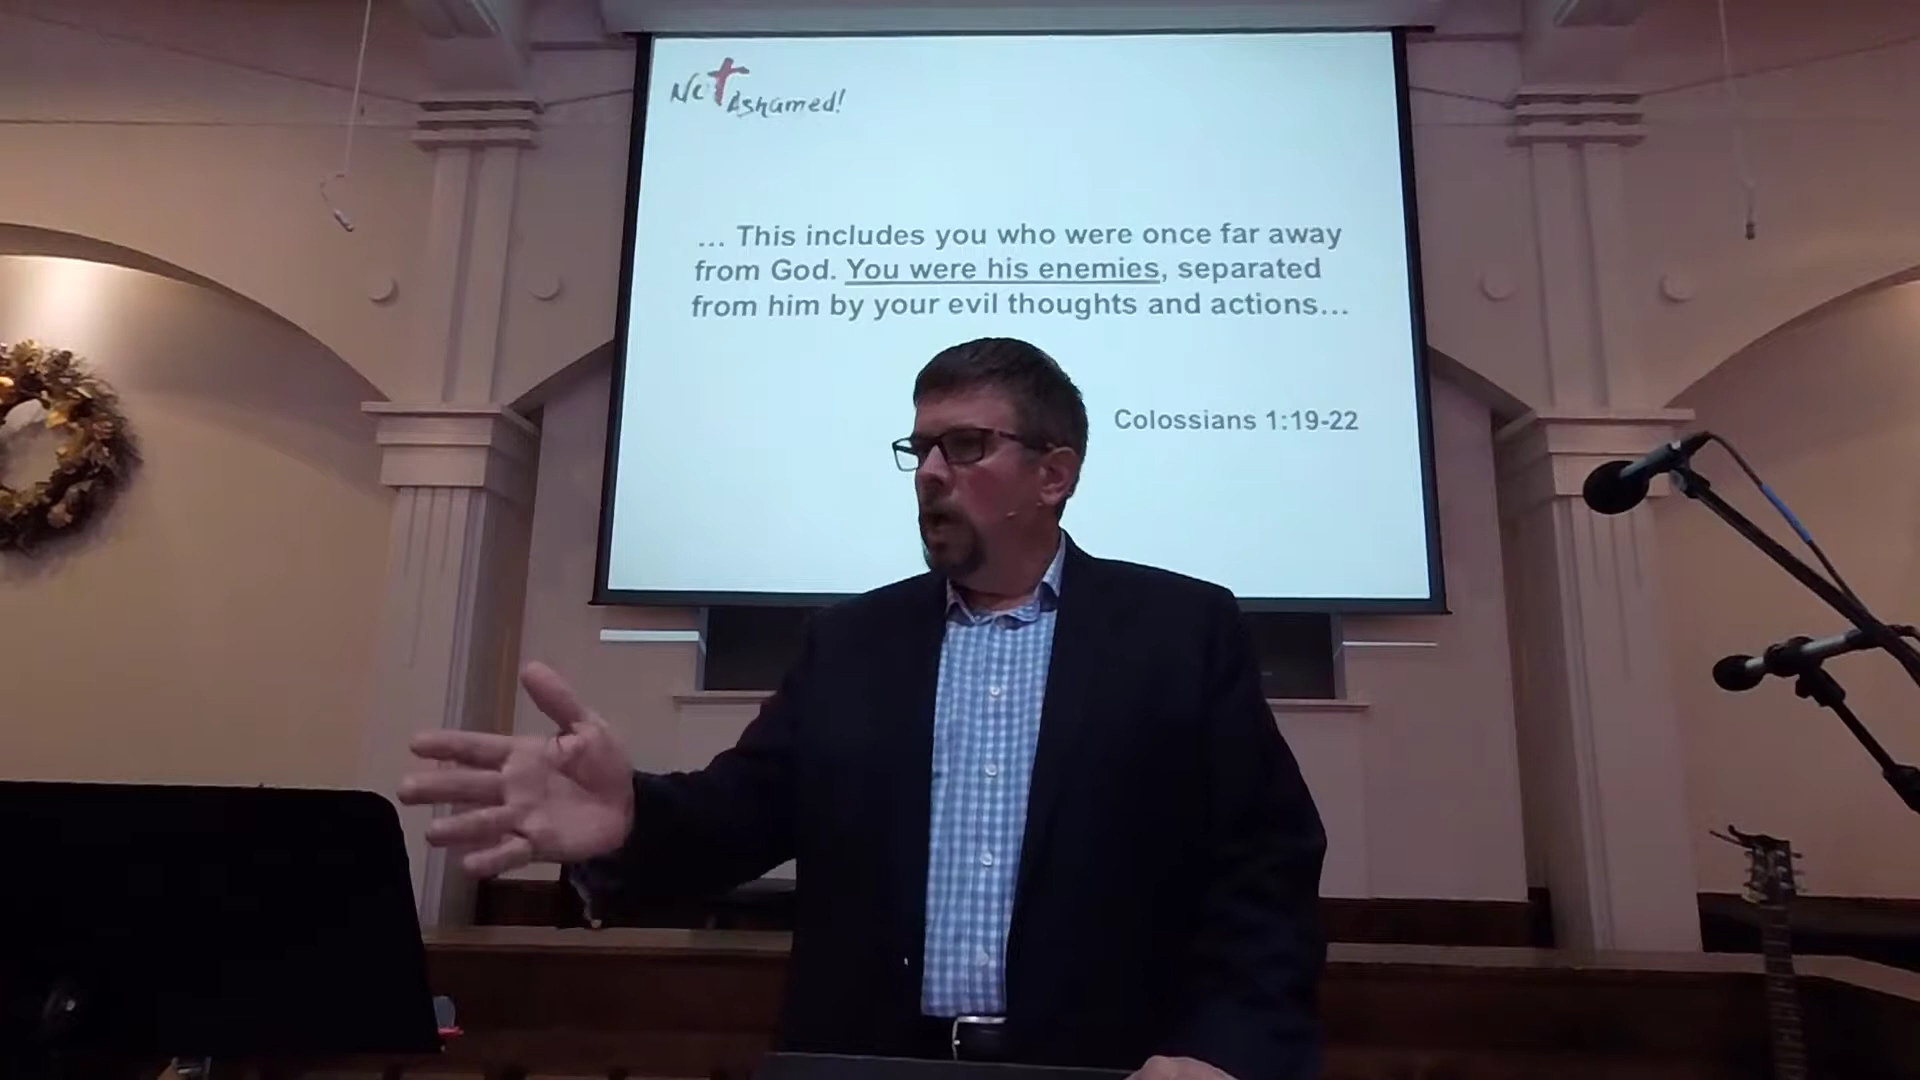 Not Ashamed!
... This includes you who were once far away
from God. You were his enemies, separated
from him by your evil thoughts and actions...
Colossians 1:19-22